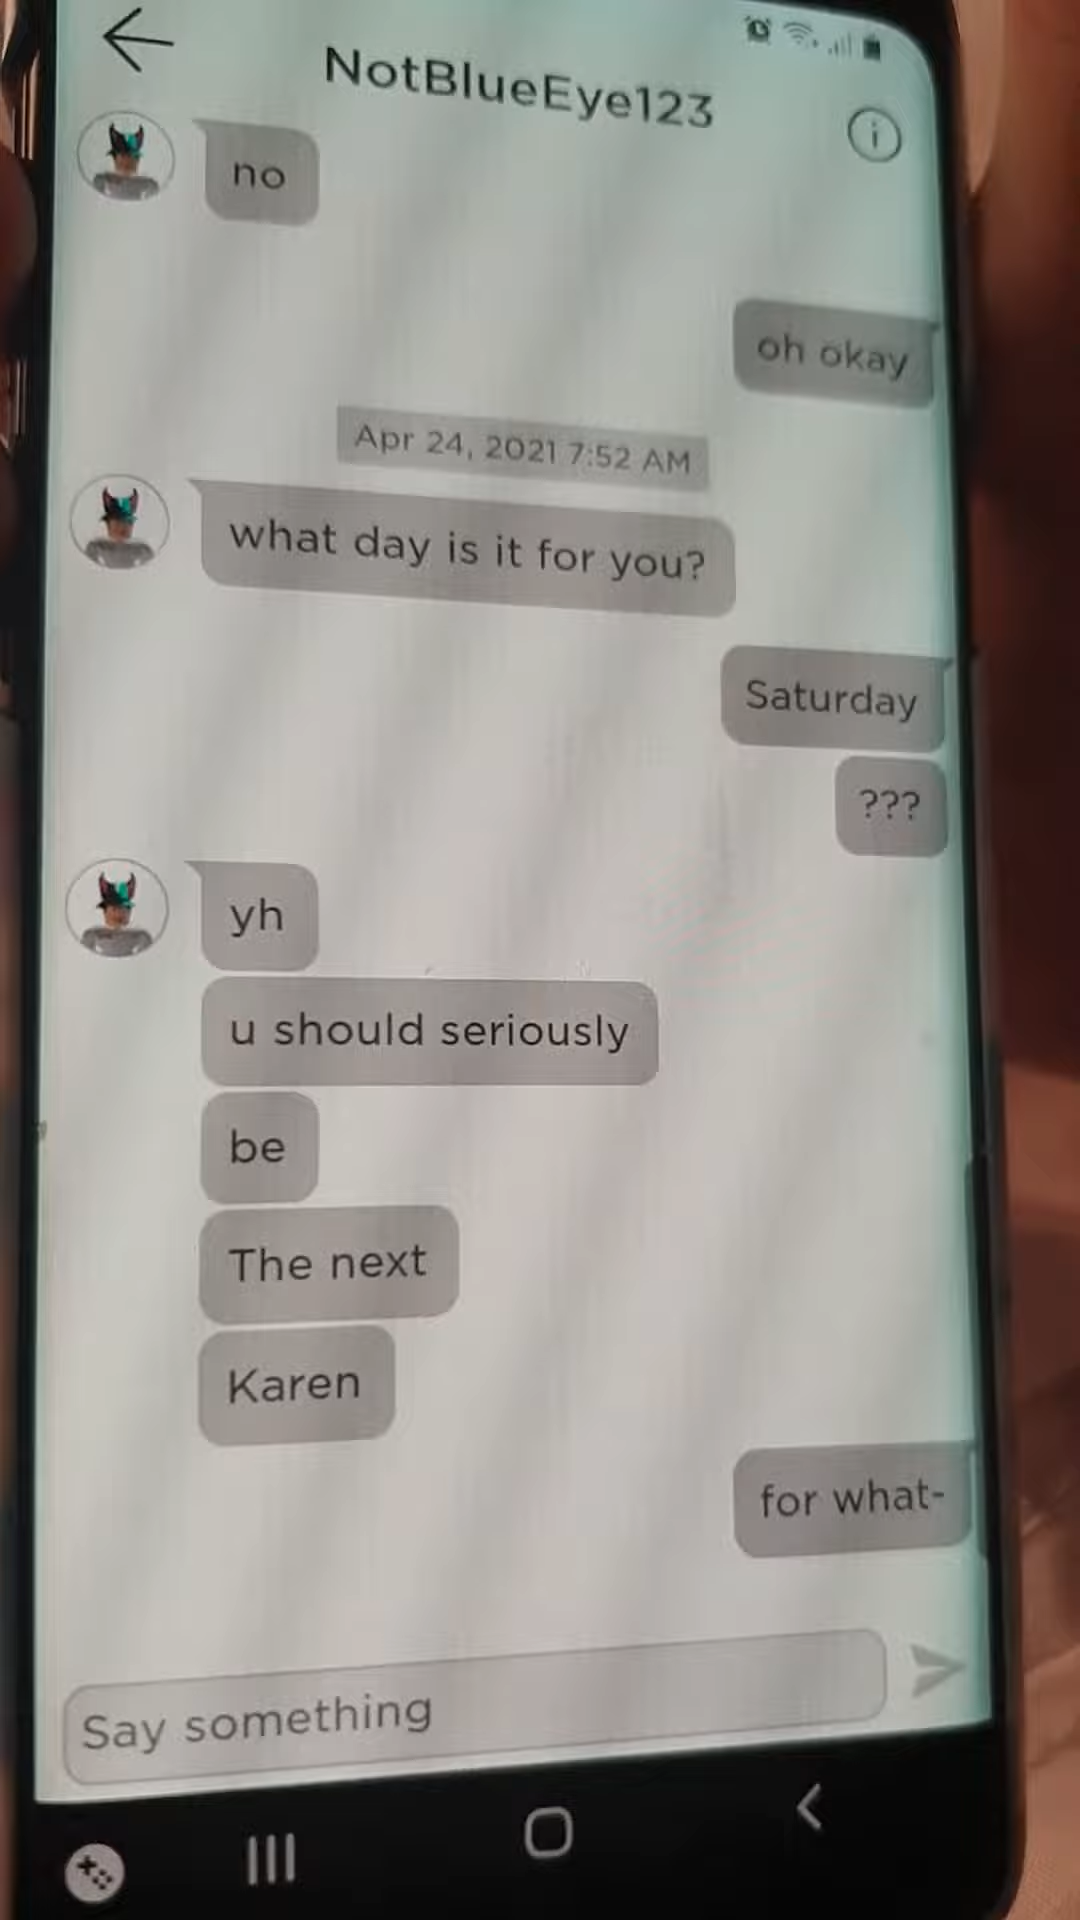 NotBlueEye123
no
oh okay
Apr 24, 2021 7:52 AM
what day is it for you?
Saturday
???
yh
u should seriously
be
The next
Karen
for what-
Say something